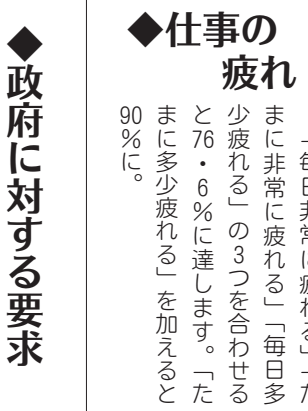 ◆仕事の
疲れ
「毎日非常に疲れる」「た
まに非常に疲れる」「毎日多
少疲れる」の3つを合わせる
と76・6%に達します。「た
まに多少疲れる」を加えると
90%に。
◆政府に対する要求